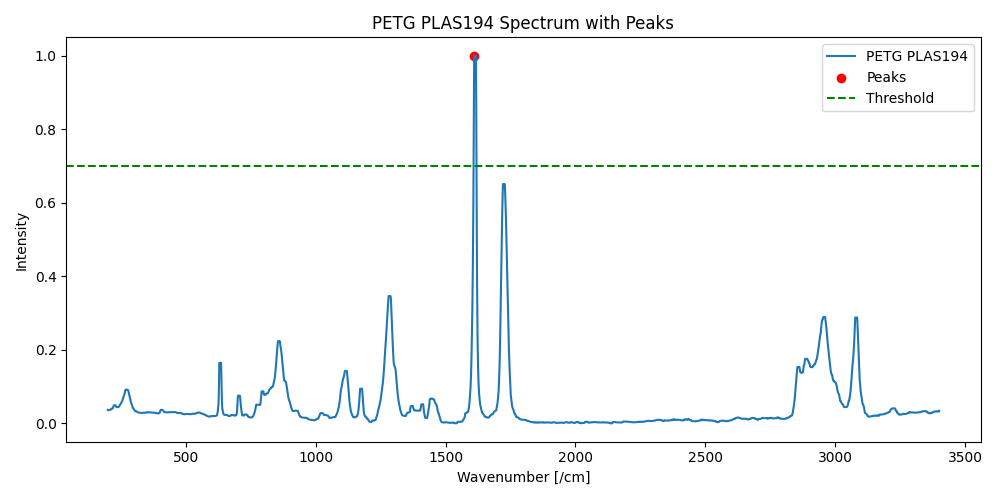 PETG PLAS194 Spectrum with Peaks
PETG PLAS194
Peaks
Threshold
Intensity
1.0
0.8
0.6
0.4
0.2
0.0
500 1000 1500 2000 2500 3000 3500
Wavenumber [/cm]